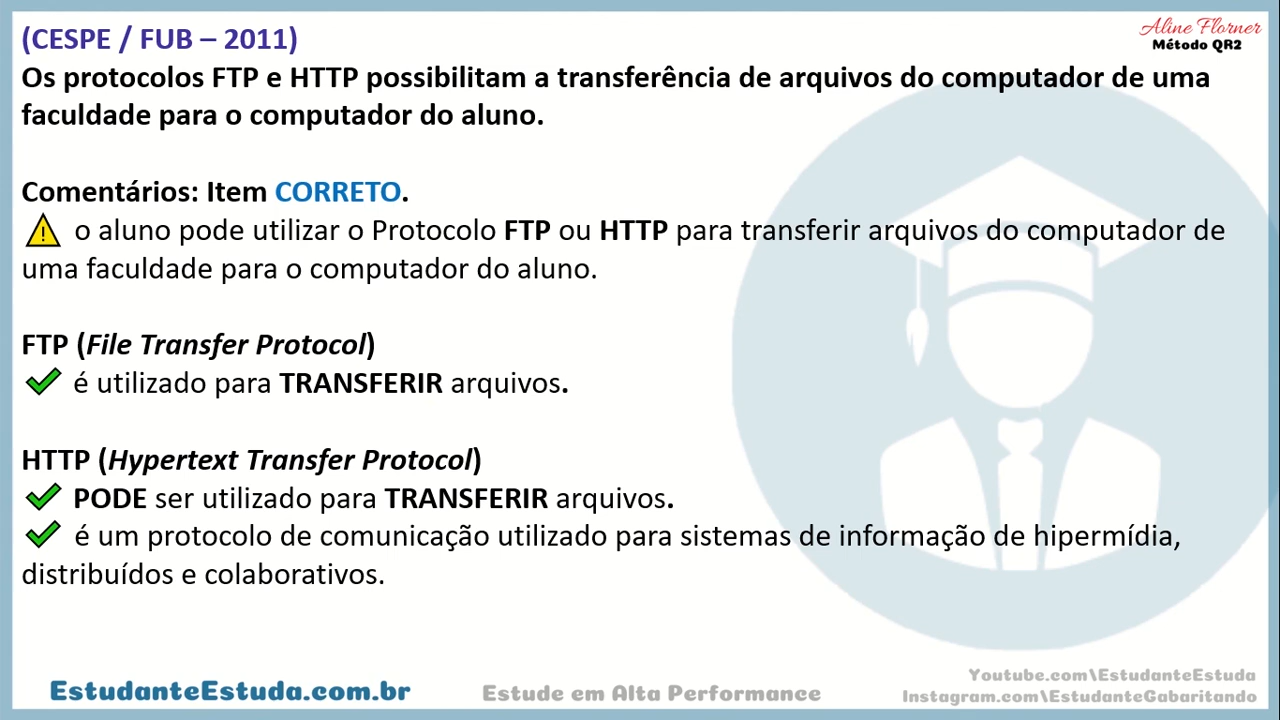 (CESPE / FUB – 2011)
Aline Florner
Método QR2
Os protocolos FTP e HTTP possibilitam a transferência de arquivos do computador de uma
faculdade para o computador do aluno.
Comentários: Item CORRETO.
o aluno pode utilizar o Protocolo FTP ou HTTP para transferir arquivos do computador de
uma faculdade para o computador do aluno.
FTP (File Transfer Protocol)
é utilizado para TRANSFERIR arquivos.
HTTP (Hypertext Transfer Protocol)
PODE ser utilizado para TRANSFERIR arquivos.
é um protocolo de comunicação utilizado para sistemas de informação de hipermídia,
distribuídos e colaborativos.
EstudanteEstuda.com.br
Estude em Alta Performance
Youtube.com\EstudanteEstuda
Instagram.com\EstudanteGabaritando